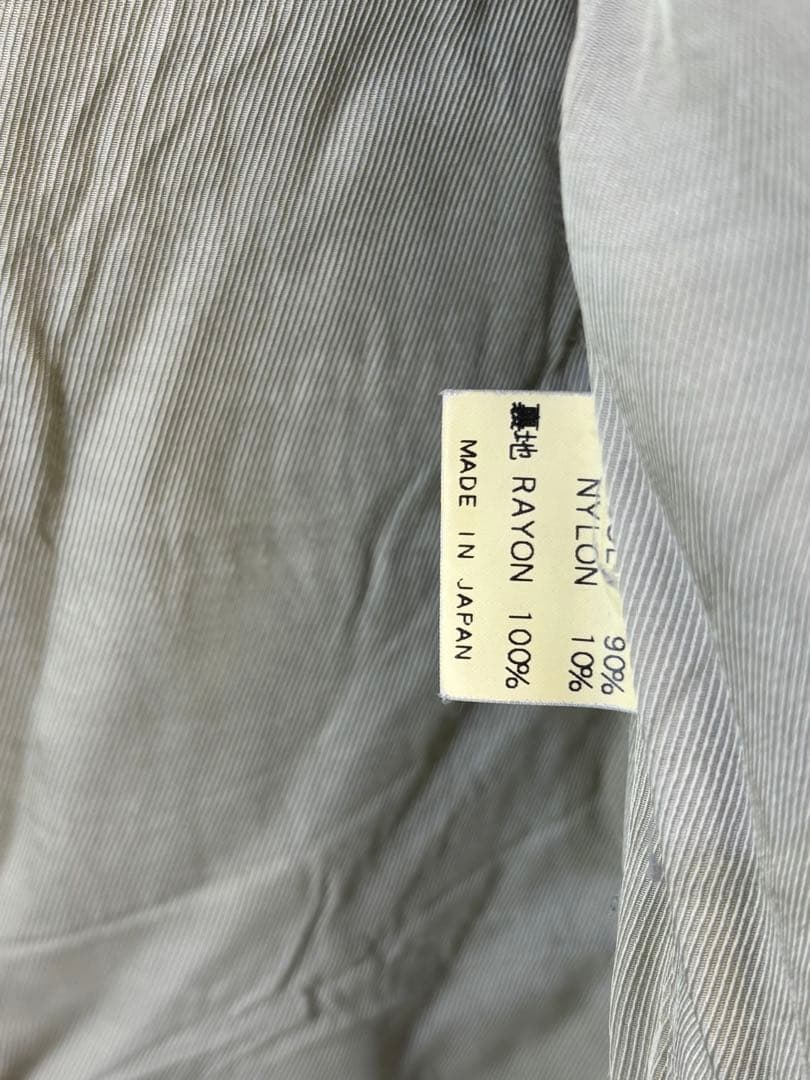 90%
NYLON 10%
裏地 RAYON 100%
MADE IN JAPAN